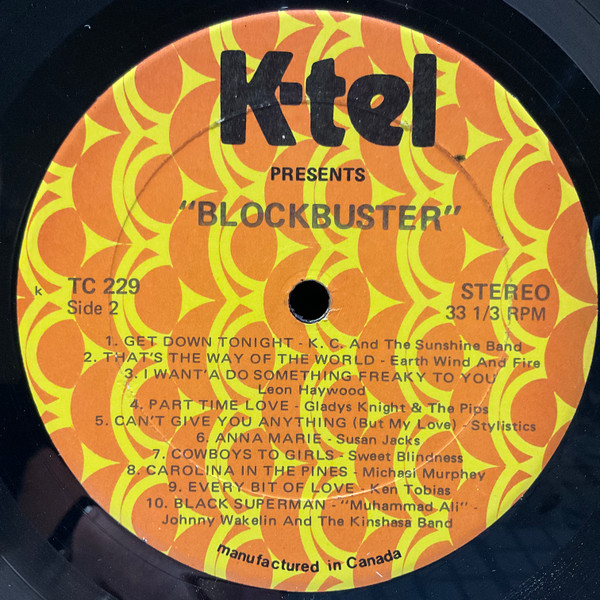 K-tel
PRESENTS
"BLOCKBUSTER"
k TC 229 STEREO
Side 2 33 1/3 RPM
1. GET DOWN TONIGHT - K. C. And The Sunshine Band
2. THAT'S THE WAY OF THE WORLD - Earth Wind And Fire
3. I WANT'A DO SOMETHING FREAKY TO YOU
Leon Haywood
4. PART TIME LOVE - Gladys Knight & The Pips
5. CAN'T GIVE YOU ANYTHING (But My Love) - Stylistics
6. ANNA MARIE - Susan Jacks
7. COWBOYS TO GIRLS - Sweet Blindness
8. CAROLINA IN THE PINES - Michael Murphey
9. EVERY BIT OF LOVE - Ken Tobias
10. BLACK SUPERMAN - "Muhammad Ali" -
Johnny Wakelin And The Kinshasa Band
manufactured in Canada